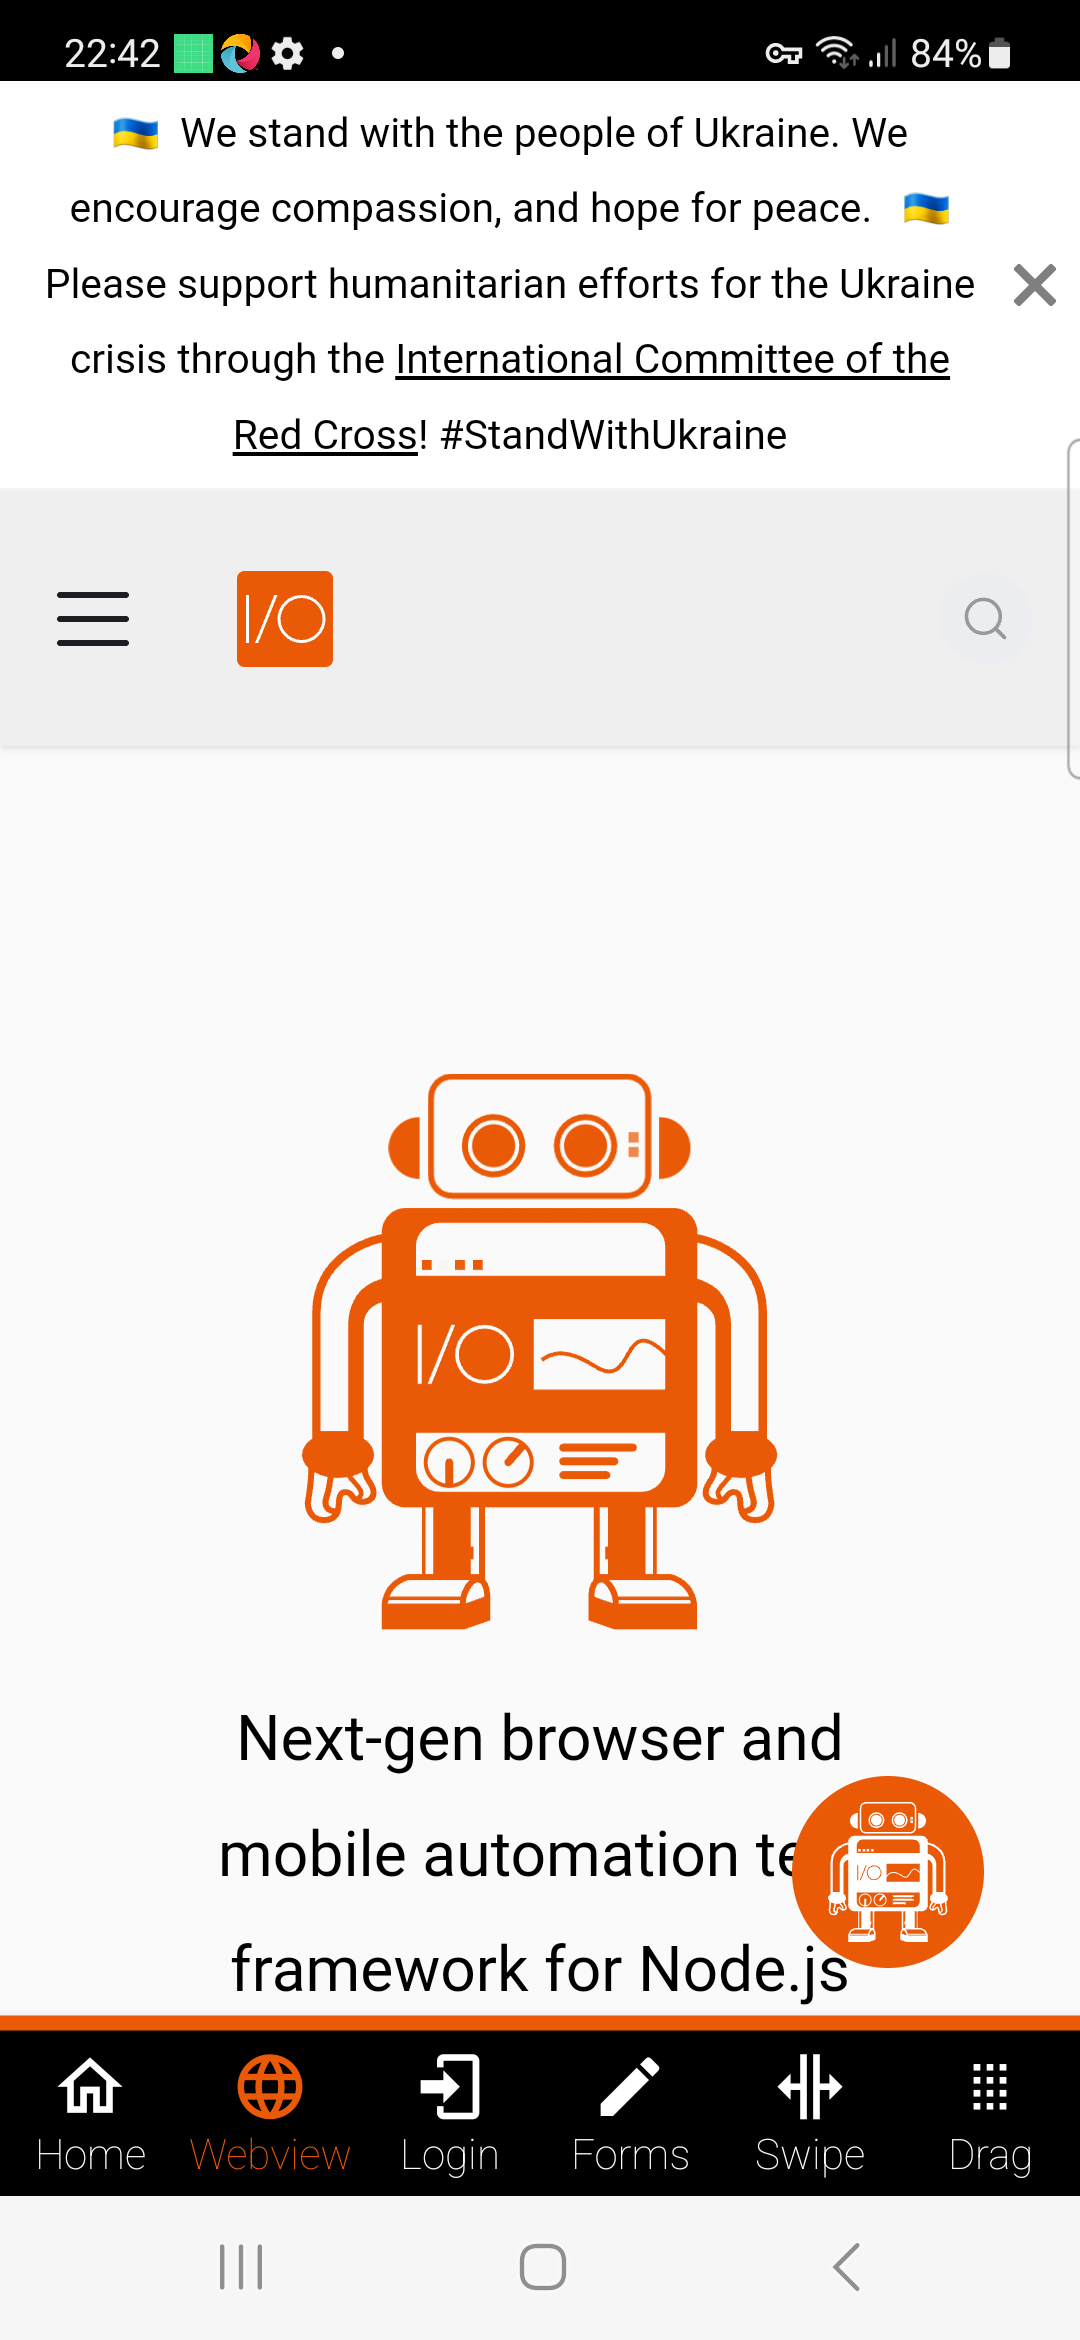 22:42
84%
🇺🇦 We stand with the people of Ukraine. We
encourage compassion, and hope for peace. 🇺🇦
Please support humanitarian efforts for the Ukraine
crisis through the International Committee of the
Red Cross! #StandWithUkraine
I/O
I/O
Next-gen browser and
mobile automation te
I/O
framework for Node.js
Home Webview Login Forms Swipe Drag